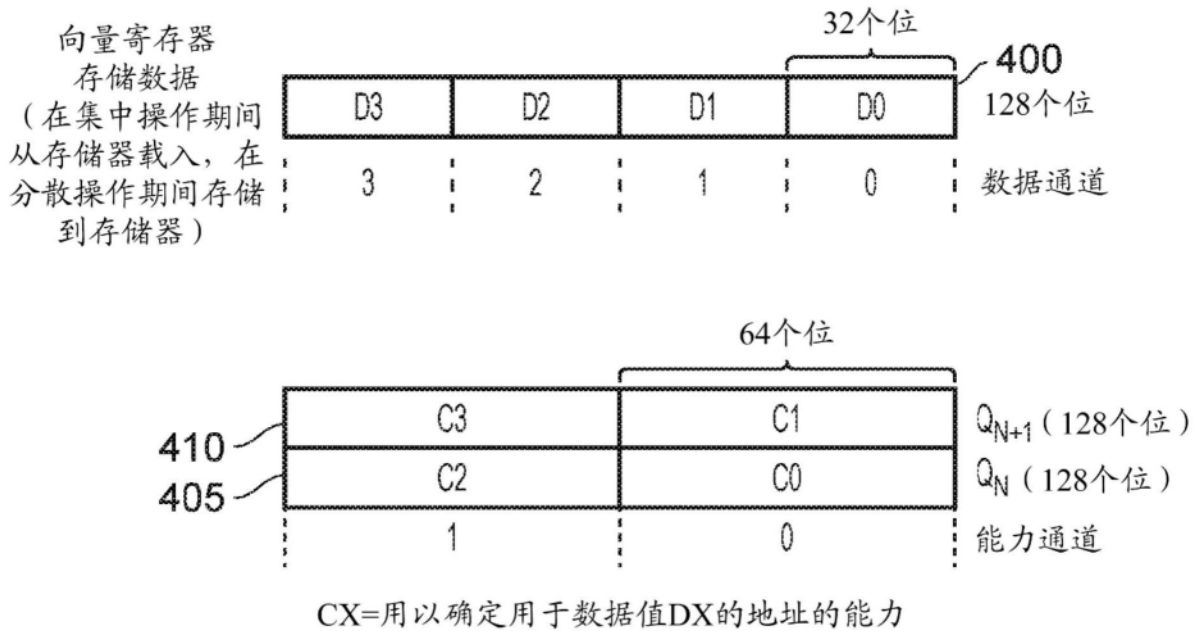 向量寄存器
存储数据
（在集中操作期间
从存储器载入，在
分散操作期间存储
到存储器）
32个位
400
D3 D2 D1 D0 128个位
3 2 1 0 数据通道
64个位
410 C3 C1 QN+1（128个位）
405 C2 C0 QN（128个位）
1 0 能力通道
CX=用以确定用于数据值DX的地址的能力